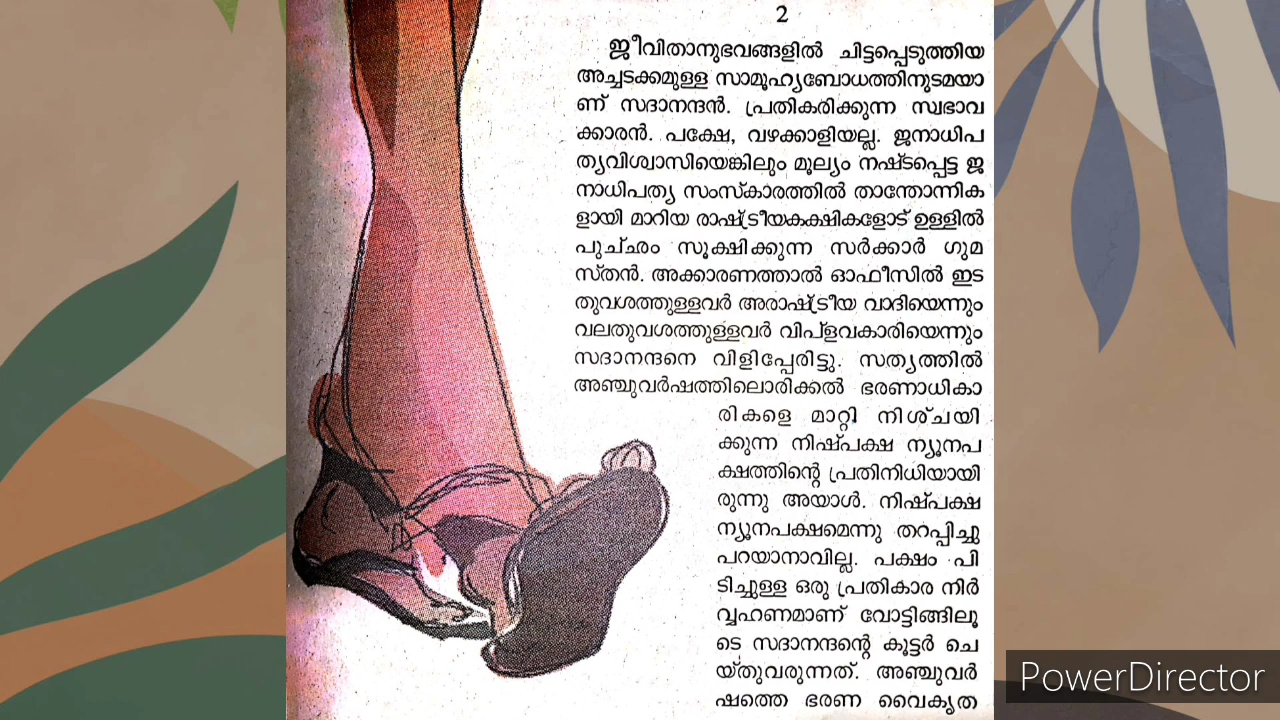 2
ജീവിതാനുഭവങ്ങളിൽ ചിട്ടപ്പെടുത്തിയ
അച്ചടക്കമുള്ള സാമൂഹ്യബോധത്തിനുടമയാ
ണ് സദാനന്ദൻ. പ്രതികരിക്കുന്ന സ്വഭാവ
ക്കാരൻ. പക്ഷേ, വഴക്കാളിയല്ല. ജനാധിപ
ത്യവിശ്വാസിയെങ്കിലും മൂല്യം നഷ്ടപ്പെട്ട ജ
നാധിപത്യ സംസ്കാരത്തിൽ താന്തോന്നിക
ളായി മാറിയ രാഷ്ട്രീയകക്ഷികളോട് ഉള്ളിൽ
പുച്ഛം സൂക്ഷിക്കുന്ന സർക്കാർ ഗുമ
സ്തൻ. അക്കാരണത്താൽ ഓഫീസിൽ ഇട
തുവശത്തുള്ളവർ അരാഷ്ട്രീയ വാദിയെന്നും
വലതുവശത്തുള്ളവർ വിപ്ളവകാരിയെന്നും
സദാനന്ദനെ വിളിപ്പേരിട്ടു. സത്യത്തിൽ
അഞ്ചുവർഷത്തിലൊരിക്കൽ ഭരണാധികാ
രികളെ മാറ്റി നിശ്ചയി
ക്കുന്ന നിഷ്പക്ഷ ന്യൂനപ
ക്ഷത്തിന്റെ പ്രതിനിധിയായി
രുന്നു അയാൾ. നിഷ്പക്ഷ
ന്യൂനപക്ഷമെന്നു തറപ്പിച്ചു
പറയാനാവില്ല. പക്ഷം പി
ടിച്ചുള്ള ഒരു പ്രതികാര നിർ
വ്വഹണമാണ് വോട്ടിങ്ങിലൂ
ടെ സദാനന്ദന്റെ കൂട്ടർ ചെ
യ്തുവരുന്നത്. അഞ്ചുവർ
ഷത്തെ ഭരണ വൈകൃത
PowerDirector